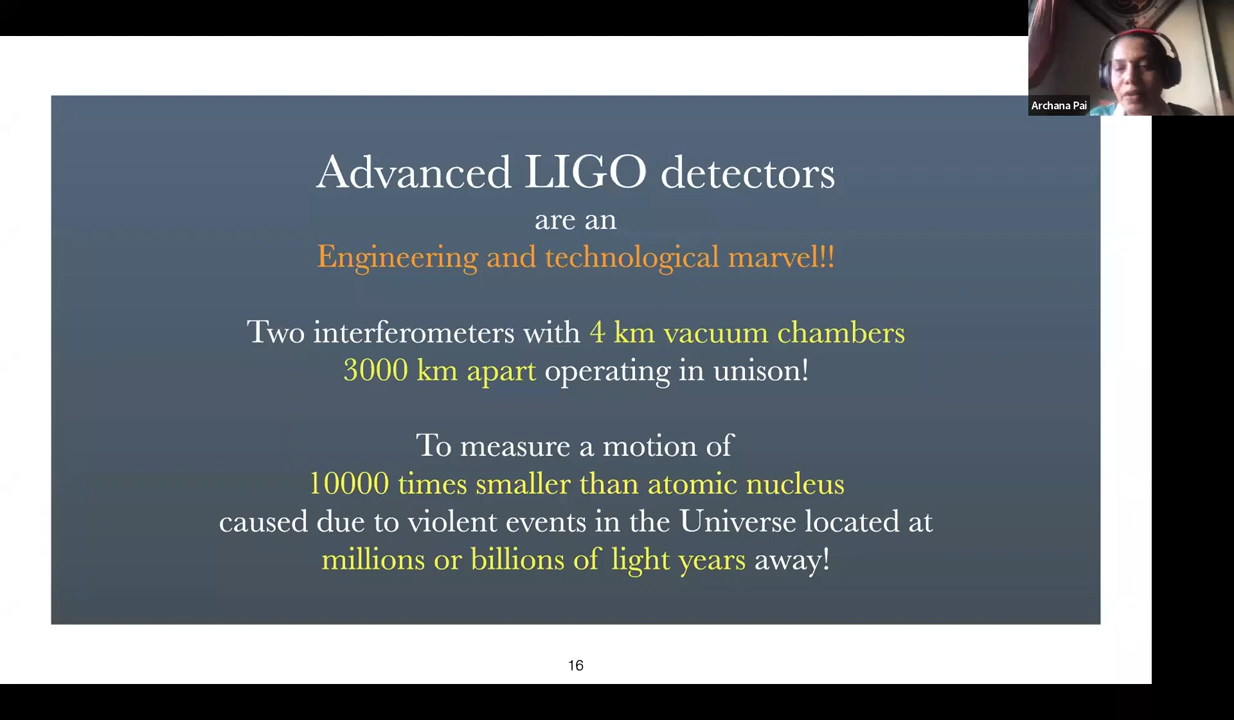 Archana Pai
Advanced LIGO detectors
are an
Engineering and technological marvel!!
Two interferometers with 4 km vacuum chambers
3000 km apart operating in unison!
To measure a motion of
10000 times smaller than atomic nucleus
caused due to violent events in the Universe located at
millions or billions of light years away!
16